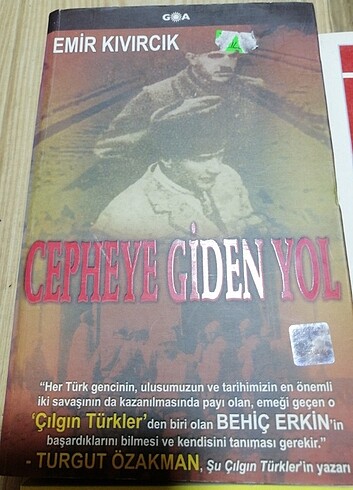 GOA
EMİR KIVIRCIK
CEPHEYE GİDEN YOL
“Her Türk gencinin, ulusumuzun ve tarihimizin en önemli
iki savaşının da kazanılmasında payı olan, emeği geçen o
‘Çılgın Türkler’den biri olan BEHİÇ ERKİN’in
başardıklarını bilmesi ve kendisini tanıması gerekir.”
- TURGUT ÖZAKMAN, Şu Çılgın Türkler’in yazarı